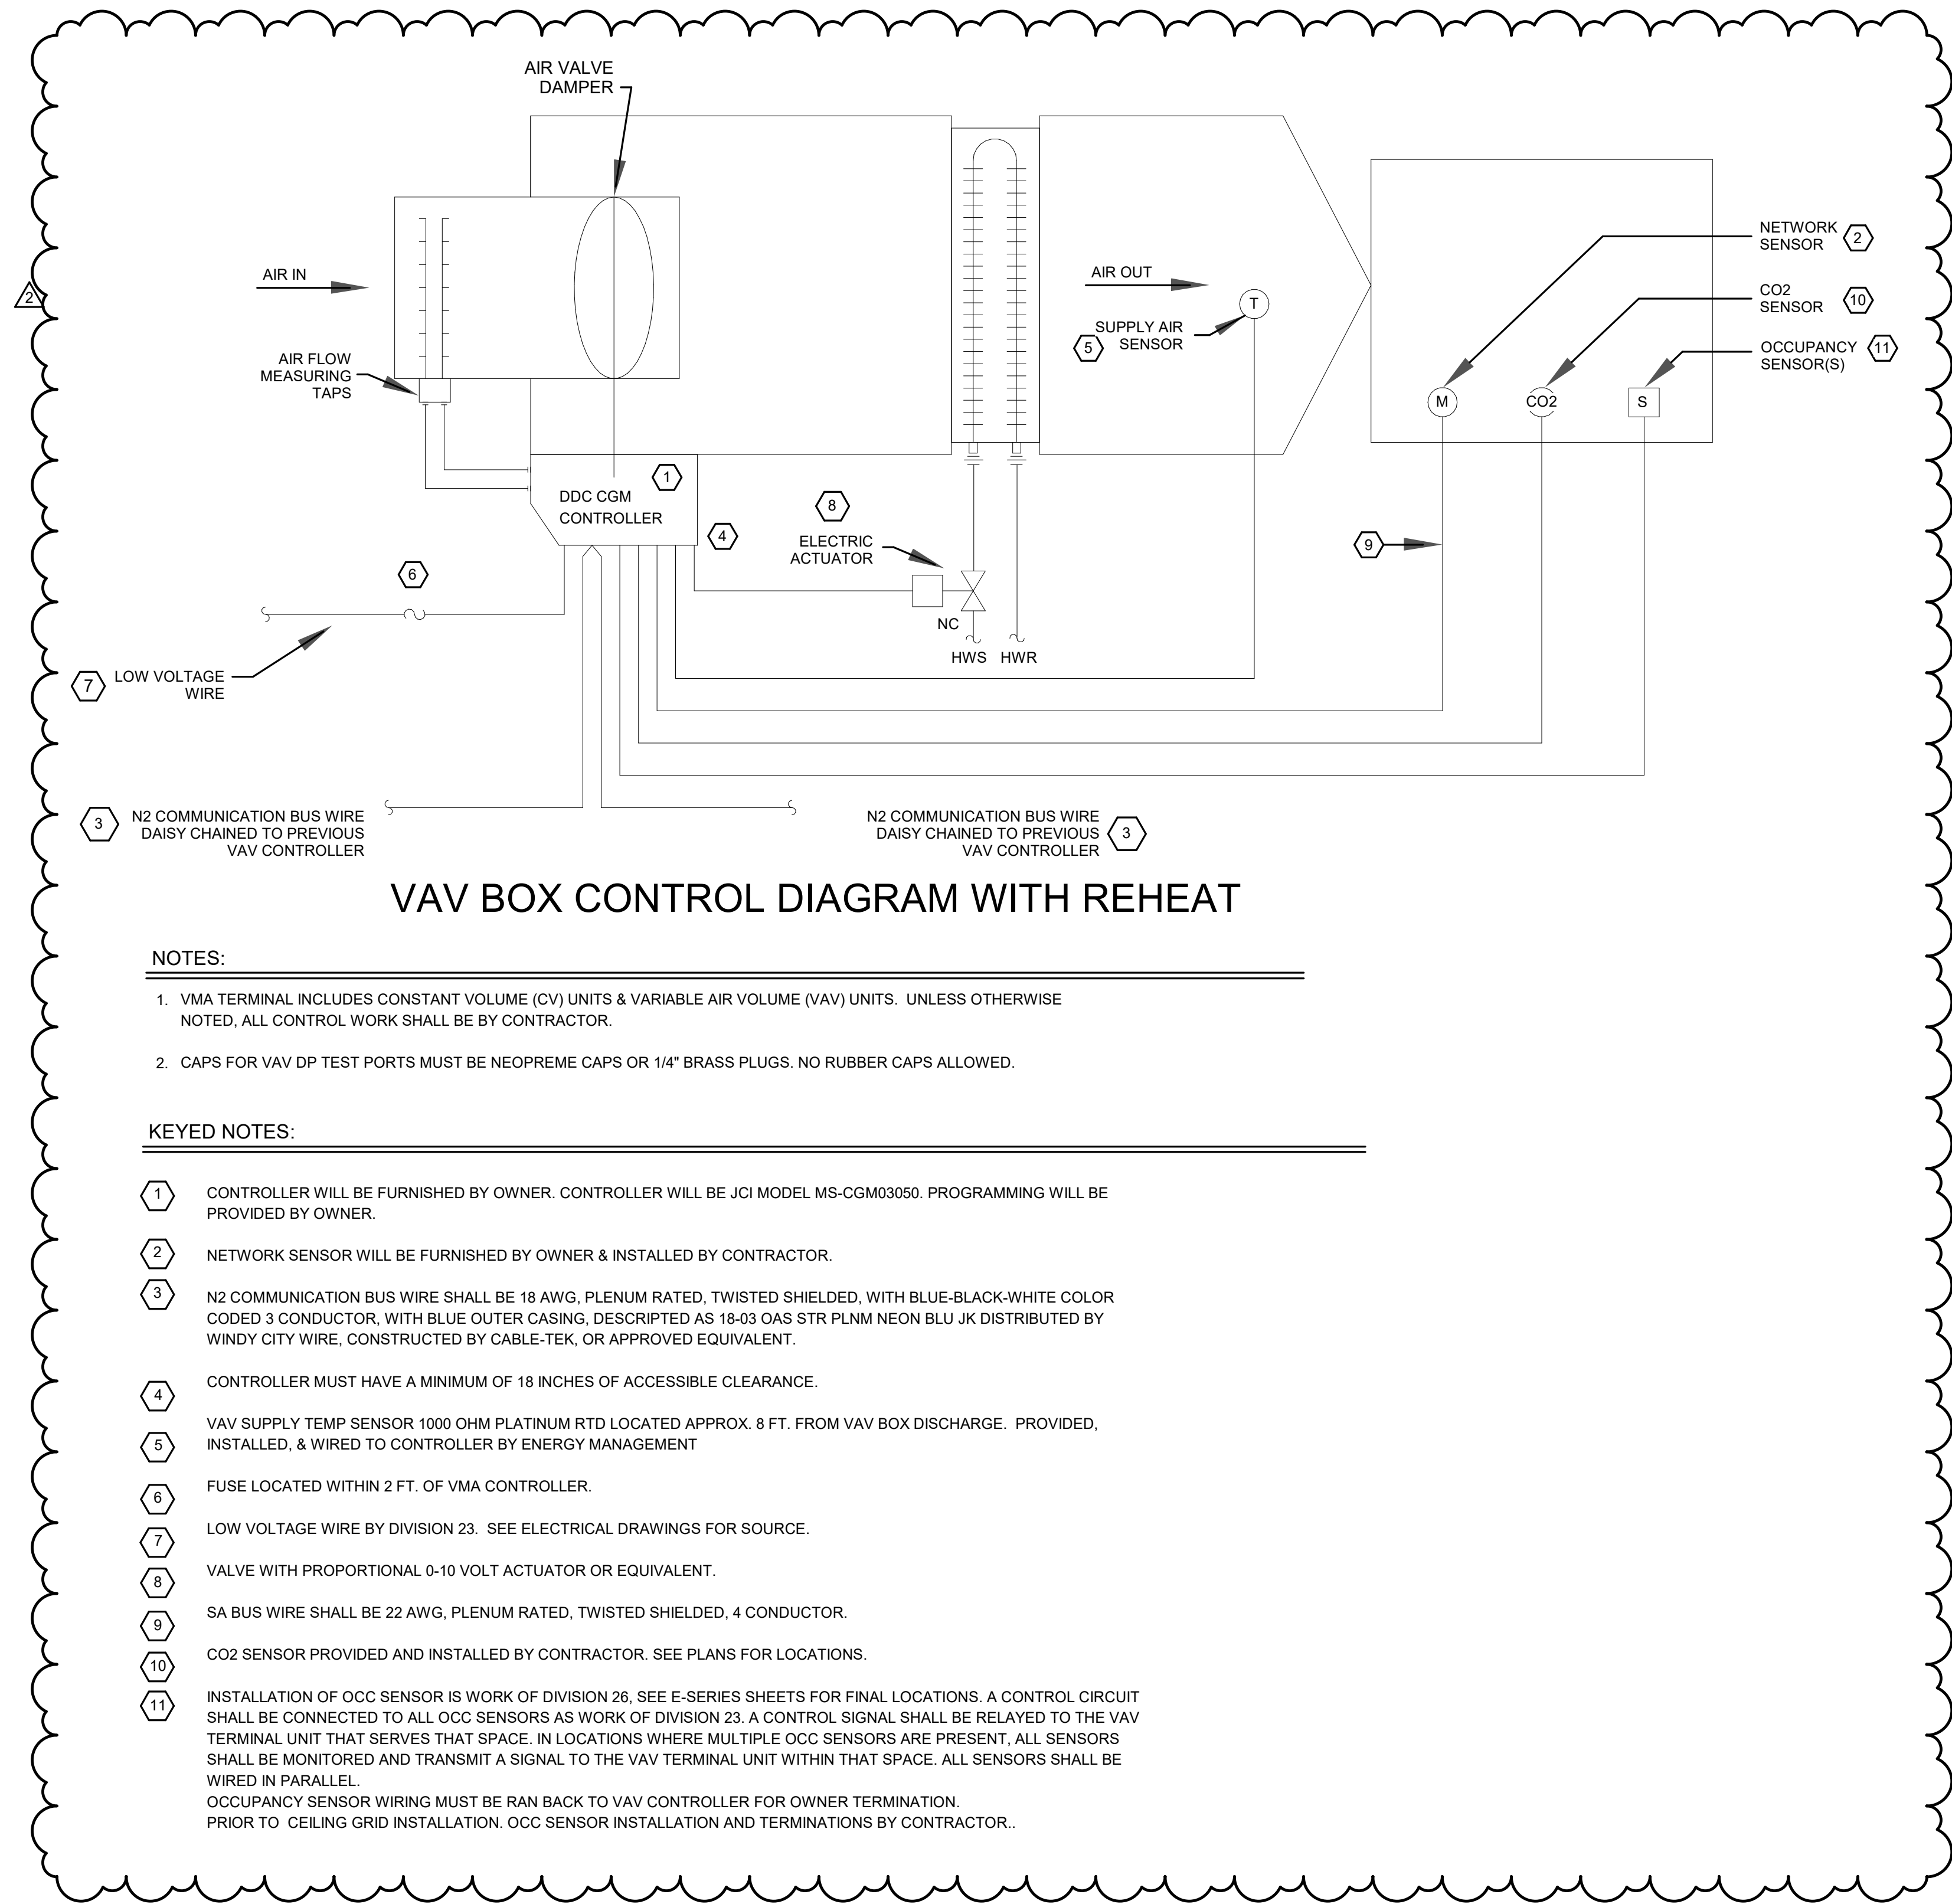 AIR VALVE
DAMPER
AIR IN
2
AIR FLOW
MEASURING
TAPS
AIR OUT
T
SUPPLY AIR
SENSOR
5
NETWORK
SENSOR
2
CO2
SENSOR
10
OCCUPANCY
SENSOR(S)
11
M
CO2
S
1
DDC CGM
CONTROLLER
4
8
ELECTRIC
ACTUATOR
9
6
NC
HWS HWR
7
LOW VOLTAGE
WIRE
3
N2 COMMUNICATION BUS WIRE
DAISY CHAINED TO PREVIOUS
VAV CONTROLLER
N2 COMMUNICATION BUS WIRE
DAISY CHAINED TO PREVIOUS
VAV CONTROLLER
3
VAV BOX CONTROL DIAGRAM WITH REHEAT
NOTES:
1. VMA TERMINAL INCLUDES CONSTANT VOLUME (CV) UNITS & VARIABLE AIR VOLUME (VAV) UNITS. UNLESS OTHERWISE
NOTED, ALL CONTROL WORK SHALL BE BY CONTRACTOR.
2. CAPS FOR VAV DP TEST PORTS MUST BE NEOPREME CAPS OR 1/4" BRASS PLUGS. NO RUBBER CAPS ALLOWED.
KEYED NOTES:
1 CONTROLLER WILL BE FURNISHED BY OWNER. CONTROLLER WILL BE JCI MODEL MS-CGM03050. PROGRAMMING WILL BE
PROVIDED BY OWNER.
2 NETWORK SENSOR WILL BE FURNISHED BY OWNER & INSTALLED BY CONTRACTOR.
3 N2 COMMUNICATION BUS WIRE SHALL BE 18 AWG, PLENUM RATED, TWISTED SHIELDED, WITH BLUE-BLACK-WHITE COLOR
CODED 3 CONDUCTOR, WITH BLUE OUTER CASING, DESCRIPTED AS 18-03 OAS STR PLNM NEON BLU JK DISTRIBUTED BY
WINDY CITY WIRE, CONSTRUCTED BY CABLE-TEK, OR APPROVED EQUIVALENT.
4 CONTROLLER MUST HAVE A MINIMUM OF 18 INCHES OF ACCESSIBLE CLEARANCE.
5 VAV SUPPLY TEMP SENSOR 1000 OHM PLATINUM RTD LOCATED APPROX. 8 FT. FROM VAV BOX DISCHARGE. PROVIDED,
INSTALLED, & WIRED TO CONTROLLER BY ENERGY MANAGEMENT
6 FUSE LOCATED WITHIN 2 FT. OF VMA CONTROLLER.
7 LOW VOLTAGE WIRE BY DIVISION 23. SEE ELECTRICAL DRAWINGS FOR SOURCE.
8 VALVE WITH PROPORTIONAL 0-10 VOLT ACTUATOR OR EQUIVALENT.
9 SA BUS WIRE SHALL BE 22 AWG, PLENUM RATED, TWISTED SHIELDED, 4 CONDUCTOR.
10 CO2 SENSOR PROVIDED AND INSTALLED BY CONTRACTOR. SEE PLANS FOR LOCATIONS.
11 INSTALLATION OF OCC SENSOR IS WORK OF DIVISION 26, SEE E-SERIES SHEETS FOR FINAL LOCATIONS. A CONTROL CIRCUIT
SHALL BE CONNECTED TO ALL OCC SENSORS AS WORK OF DIVISION 23. A CONTROL SIGNAL SHALL BE RELAYED TO THE VAV
TERMINAL UNIT THAT SERVES THAT SPACE. IN LOCATIONS WHERE MULTIPLE OCC SENSORS ARE PRESENT, ALL SENSORS
SHALL BE MONITORED AND TRANSMIT A SIGNAL TO THE VAV TERMINAL UNIT WITHIN THAT SPACE. ALL SENSORS SHALL BE
WIRED IN PARALLEL.
OCCUPANCY SENSOR WIRING MUST BE RAN BACK TO VAV CONTROLLER FOR OWNER TERMINATION.
PRIOR TO CEILING GRID INSTALLATION. OCC SENSOR INSTALLATION AND TERMINATIONS BY CONTRACTOR..